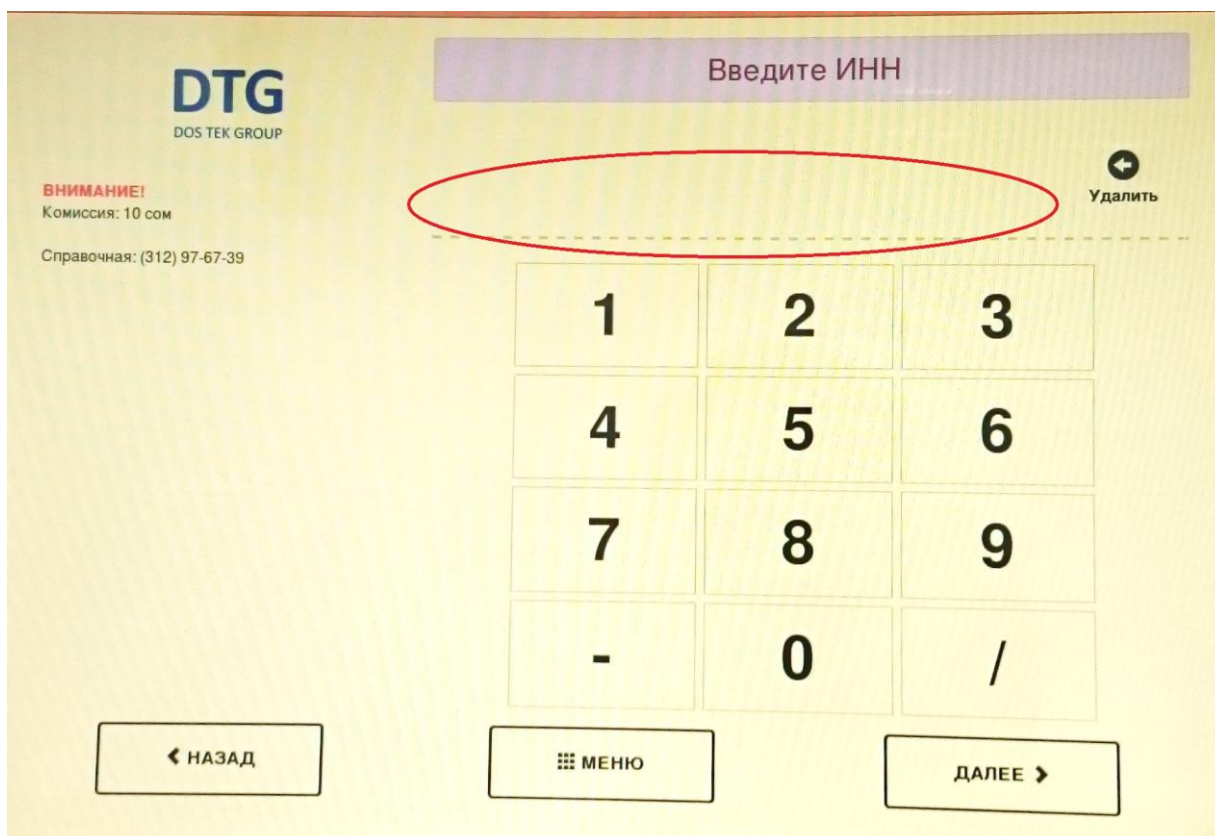 DTG
DOS TEK GROUP
ВНИМАНИЕ!
Комиссия: 10 сом
Справочная: (312) 97-67-39
Введите ИНН
Удалить
1 2 3
4 5 6
7 8 9
- 0 /
НАЗАД
МЕНЮ
ДАЛЕЕ